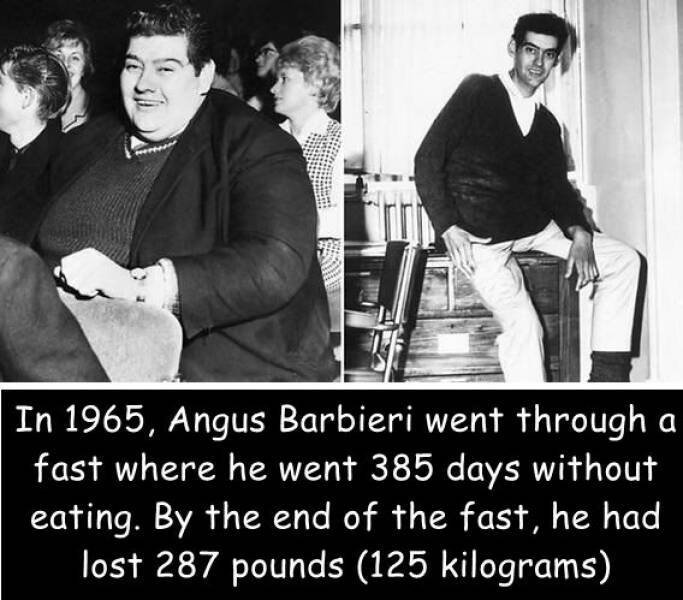 In 1965, Angus Barbieri went through a
fast where he went 385 days without
eating. By the end of the fast, he had
lost 287 pounds (125 kilograms)